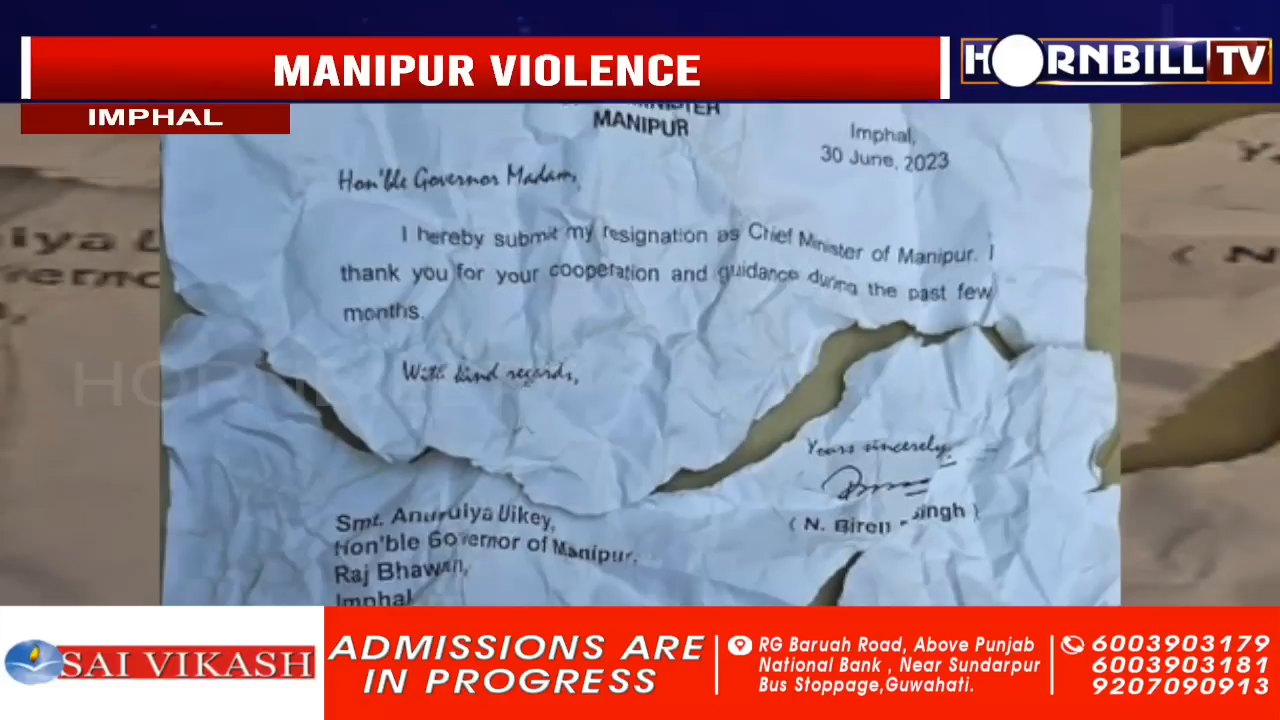 MANIPUR VIOLENCE
HORNBILL TV
IMPHAL
MANIPUR
Imphal,
30 June, 2023
Hon'ble Governor Madam,
I hereby submit my resignation as Chief Minister of Manipur. I
thank you for your cooperation and guidance during the past few
months.
With kind regards,
Yours sincerely,
( N. Biren Singh )
Smt. Anusuiya Uikey,
Hon'ble Governor of Manipur,
Raj Bhawan,
Imphal
SAI VIKASH
ADMISSIONS ARE
IN PROGRESS
RG Baruah Road, Above Punjab
National Bank , Near Sundarpur
Bus Stoppage,Guwahati.
6003903179
6003903181
9207090913